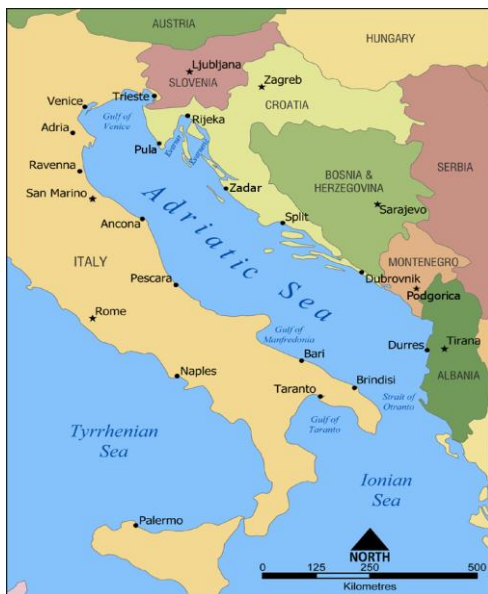 AUSTRIA
HUNGARY
Ljubljana
SLOVENIA
Zagreb
Trieste
CROATIA
Venice
Gulf of
Venice
Rijeka
Adria
Pula
Kvarner
Ravenna
BOSNIA &
HERZEGOVINA
SERBIA
San Marino
Zadar
Sarajevo
Adriatic Sea
Ancona
Split
MONTENEGRO
ITALY
Dubrovnik
Pescara
Podgorica
Rome
Gulf of
Manfredonia
Durres
Tirana
Bari
Naples
Brindisi
ALBANIA
Taranto
Strait of
Otranto
Gulf of
Taranto
Tyrrhenian
Sea
Ionian
Sea
Palermo
NORTH
0 125 250 500
Kilometres